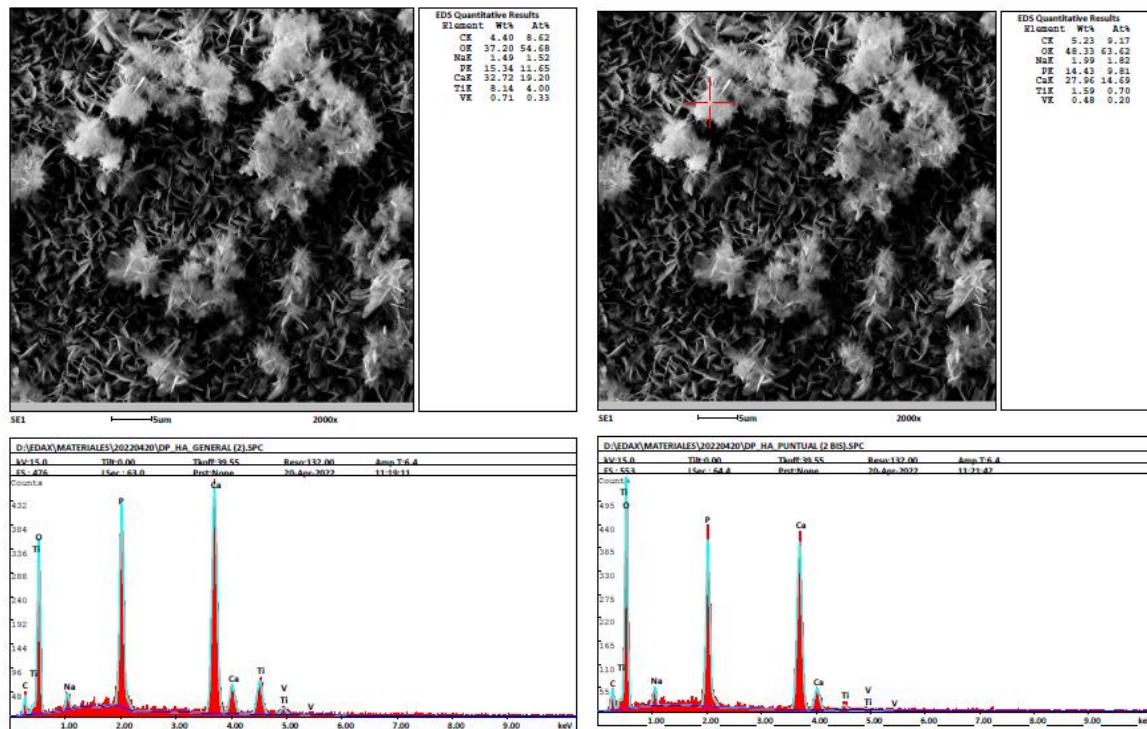 EDS Quantitative Results
Element Wt% At%
CK 4.40 8.62
OK 37.20 54.68
NaK 1.49 1.52
PK 15.34 11.65
CaK 32.72 19.20
TiK 8.14 4.00
VK 0.71 0.33
SE1 5um 2000x
D:\EDAX\MATERIALES\20220420\DP_HA_GENERAL (2).SPC
kV:15.0 Tilt:0.00 Tkoff:39.55 Reso:132.00 Amp.T:6.4
FS : 476 LSec : 63.0 Prst:None 20-Apr-2022 11:19:11
Counts
432
384
336
288
240
192
144
96
48
C
Ti
O
Ti
Na
P
Ca
Ca
Ti
V
Ti
V
1.00 2.00 3.00 4.00 5.00 6.00 7.00 8.00 9.00 keV
EDS Quantitative Results
Element Wt% At%
CK 5.23 9.17
OK 48.33 63.62
NaK 1.99 1.82
PK 14.43 9.81
CaK 27.96 14.69
TiK 1.59 0.70
VK 0.48 0.20
SE1 5um 2000x
D:\EDAX\MATERIALES\20220420\DP_HA_PUNTUAL (2 BIS).SPC
kV:15.0 Tilt:0.00 Tkoff:39.55 Reso:132.00 Amp.T:6.4
FS : 553 LSec : 64.4 Prst:None 20-Apr-2022 11:21:42
Counts
495
440
385
330
275
220
165
110
55
C
Ti
Ti
O
Na
P
Ca
Ca
Ti
V
Ti
V
1.00 2.00 3.00 4.00 5.00 6.00 7.00 8.00 9.00